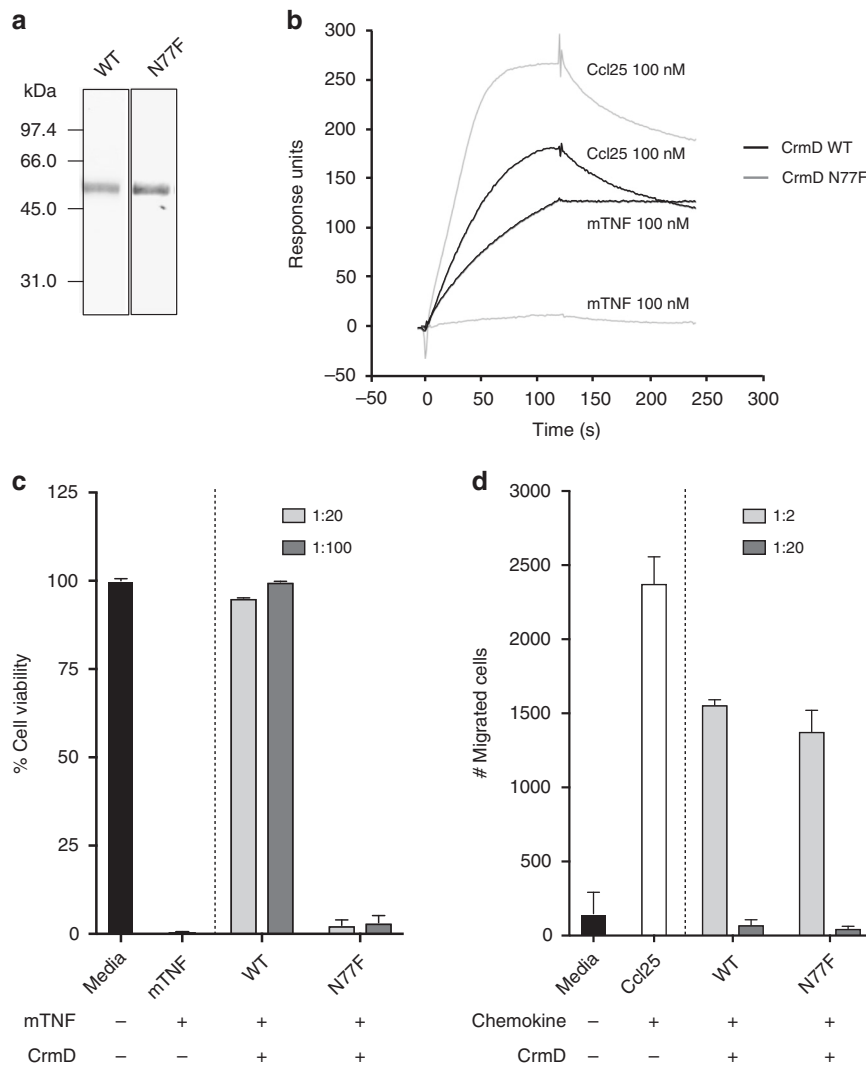 a
WT N77F
kDa
97.4
66.0
45.0
31.0
b
300
250
200
150
100
50
0
–50
Response units
–50 0 50 100 150 200 250 300
Time (s)
Ccl25 100 nM
Ccl25 100 nM
mTNF 100 nM
mTNF 100 nM
CrmD WT
CrmD N77F
c
125
100
75
50
25
0
% Cell viability
1:20
1:100
Media mTNF WT N77F
mTNF – + + +
CrmD – – + +
d
3000
2500
2000
1500
1000
500
0
# Migrated cells
1:2
1:20
Media Ccl25 WT N77F
Chemokine – + + +
CrmD – – + +